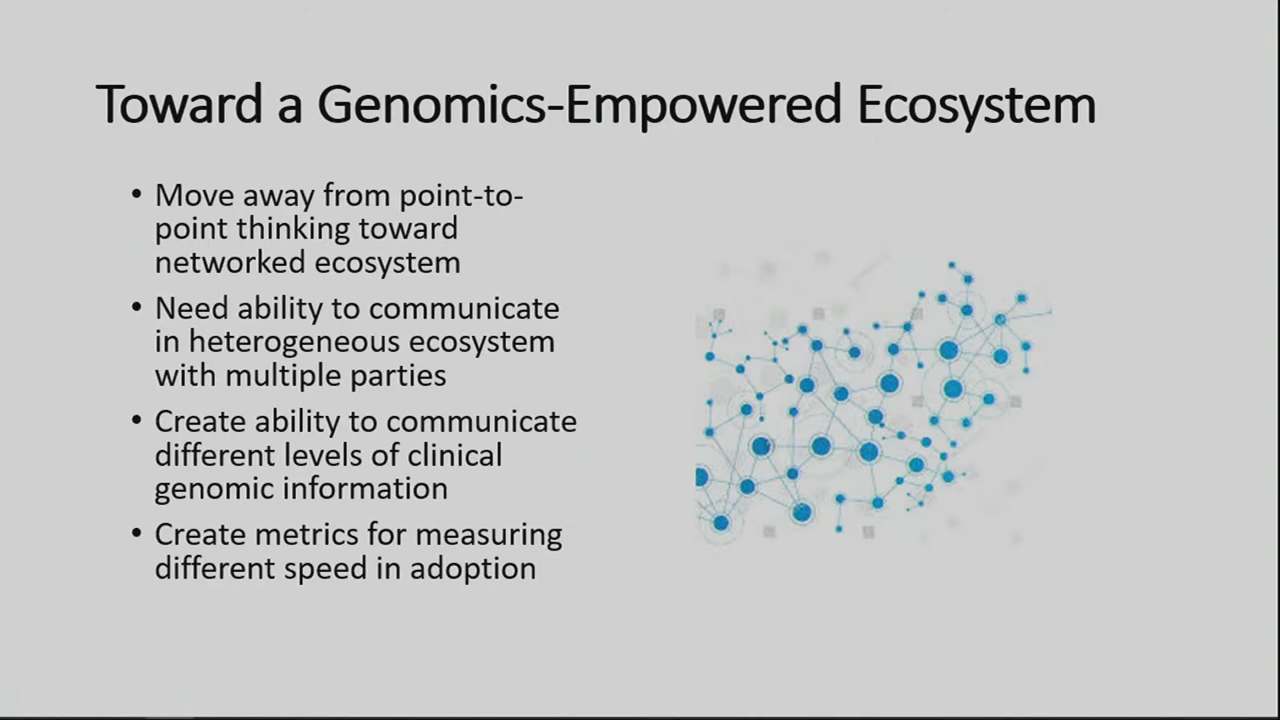 Toward a Genomics-Empowered Ecosystem
• Move away from point-to-
point thinking toward
networked ecosystem
• Need ability to communicate
in heterogeneous ecosystem
with multiple parties
• Create ability to communicate
different levels of clinical
genomic information
• Create metrics for measuring
different speed in adoption